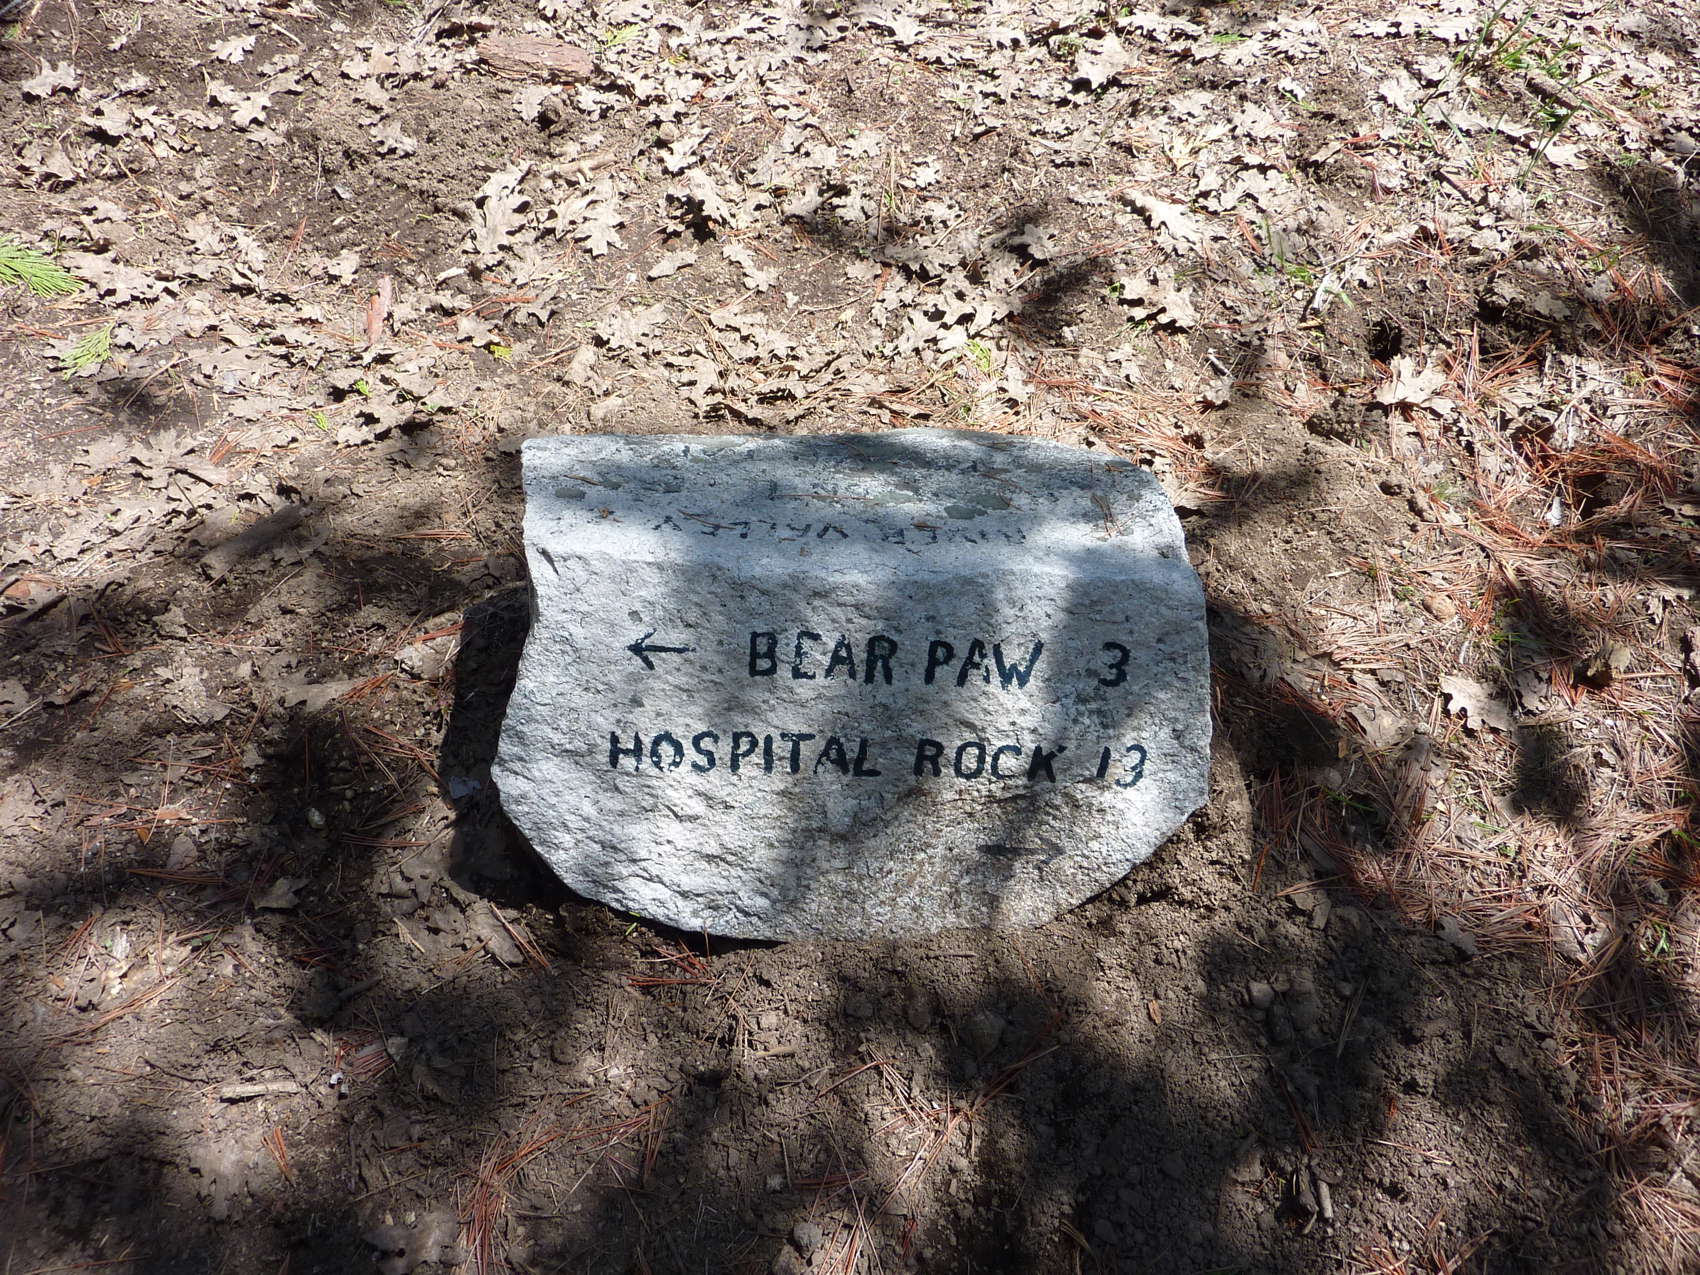 ← BEAR PAW 3
HOSPITAL ROCK 13